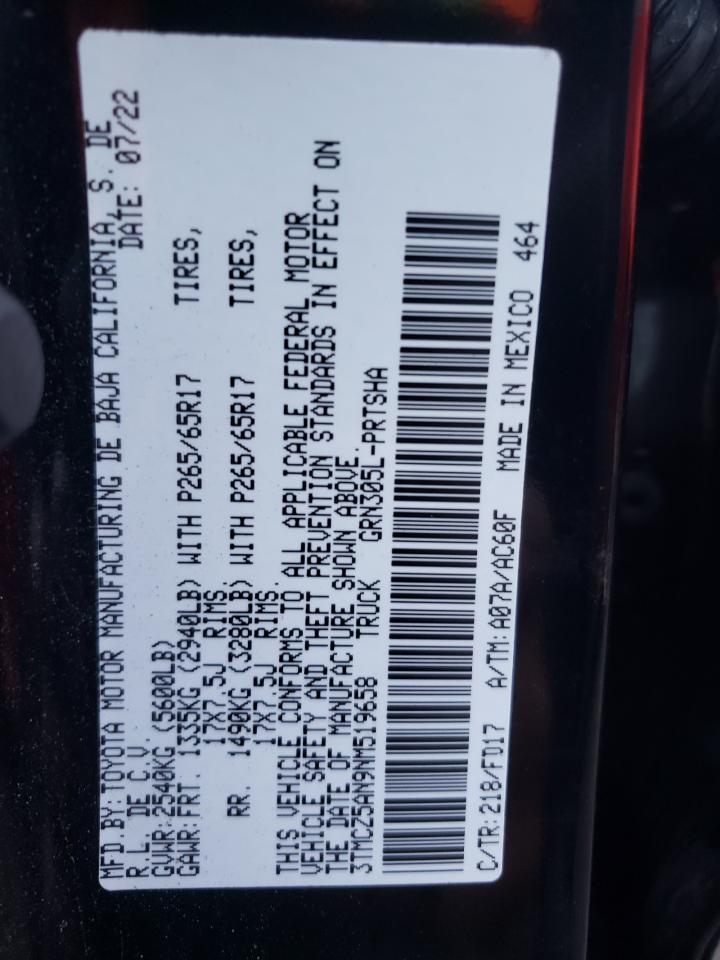 MFD BY: TOYOTA MOTOR MANUFACTURING DE BAJA CALIFORNIA, S. DE
R.L. DE C.V. DATE: 07/22
GVWR: 2540KG (5600LB)
GAWR: FRT. 1335KG (2940LB) WITH P265/65R17 TIRES,
17X7.5J RIMS.
RR. 1490KG (3280LB) WITH P265/65R17 TIRES,
17X7.5J RIMS.
THIS VEHICLE CONFORMS TO ALL APPLICABLE FEDERAL MOTOR
VEHICLE SAFETY AND THEFT PREVENTION STANDARDS IN EFFECT ON
THE DATE OF MANUFACTURE SHOWN ABOVE.
3TMCZ5AN9NM519658 TRUCK GRN305L-PRTSHA
C/TR: 218/FD17 A/TM: A07A/AC60F MADE IN MEXICO 464